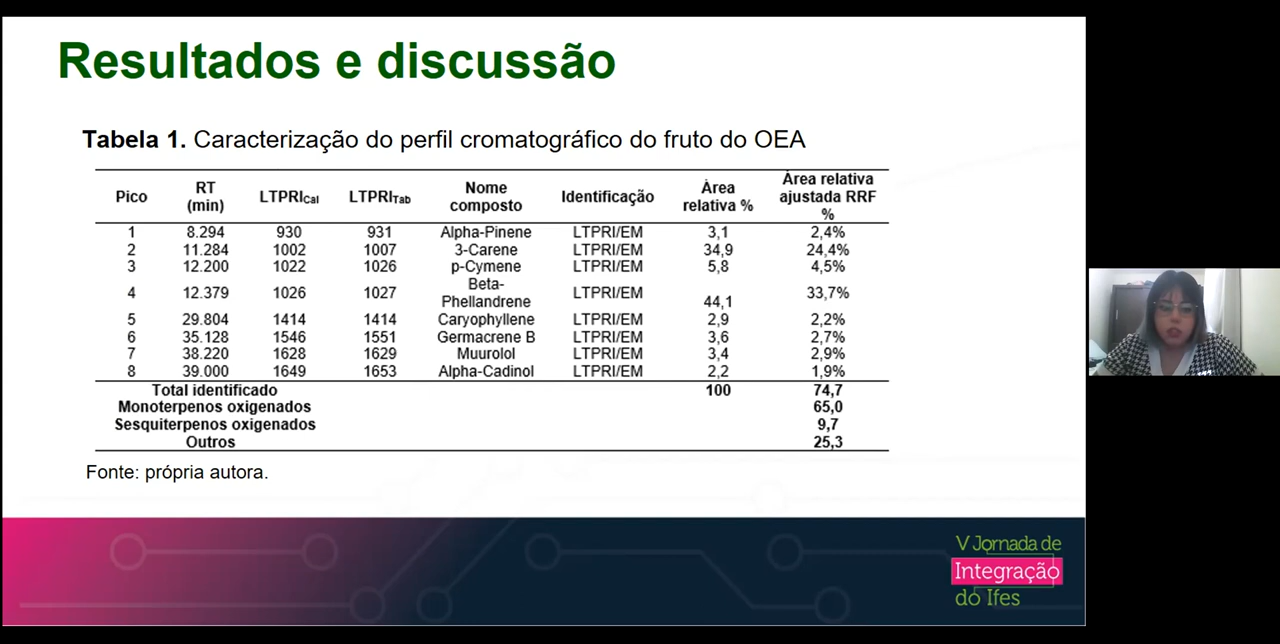 Resultados e discussão
Tabela 1. Caracterização do perfil cromatográfico do fruto do OEA
Pico RT (min) LTPRICal LTPRITab Nome composto Identificação Área relativa % Área relativa ajustada RRF %
1 8.294 930 931 Alpha-Pinene LTPRI/EM 3,1 2,4%
2 11.284 1002 1007 3-Carene LTPRI/EM 34,9 24,4%
3 12.200 1022 1026 p-Cymene LTPRI/EM 5,8 4,5%
4 12.379 1026 1027 Beta-Phellandrene LTPRI/EM 44,1 33,7%
5 29.804 1414 1414 Caryophyllene LTPRI/EM 2,9 2,2%
6 35.128 1546 1551 Germacrene B LTPRI/EM 3,6 2,7%
7 38.220 1628 1629 Muurolol LTPRI/EM 3,4 2,9%
8 39.000 1649 1653 Alpha-Cadinol LTPRI/EM 2,2 1,9%
Total identificado 100 74,7
Monoterpenos oxigenados 65,0
Sesquiterpenos oxigenados 9,7
Outros 25,3
Fonte: própria autora.
V Jornada de
Integração
do Ifes